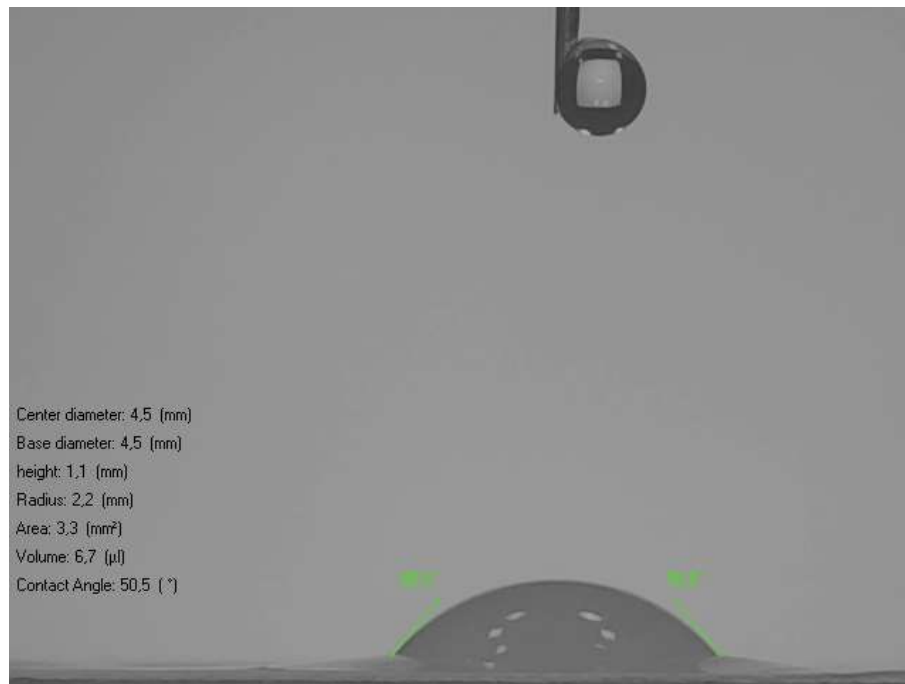 Center diameter: 4,5 (mm)
Base diameter: 4,5 (mm)
height: 1,1 (mm)
Radius: 2,2 (mm)
Area: 3,3 (mm²)
Volume: 6,7 (µl)
Contact Angle: 50,5 ( °)